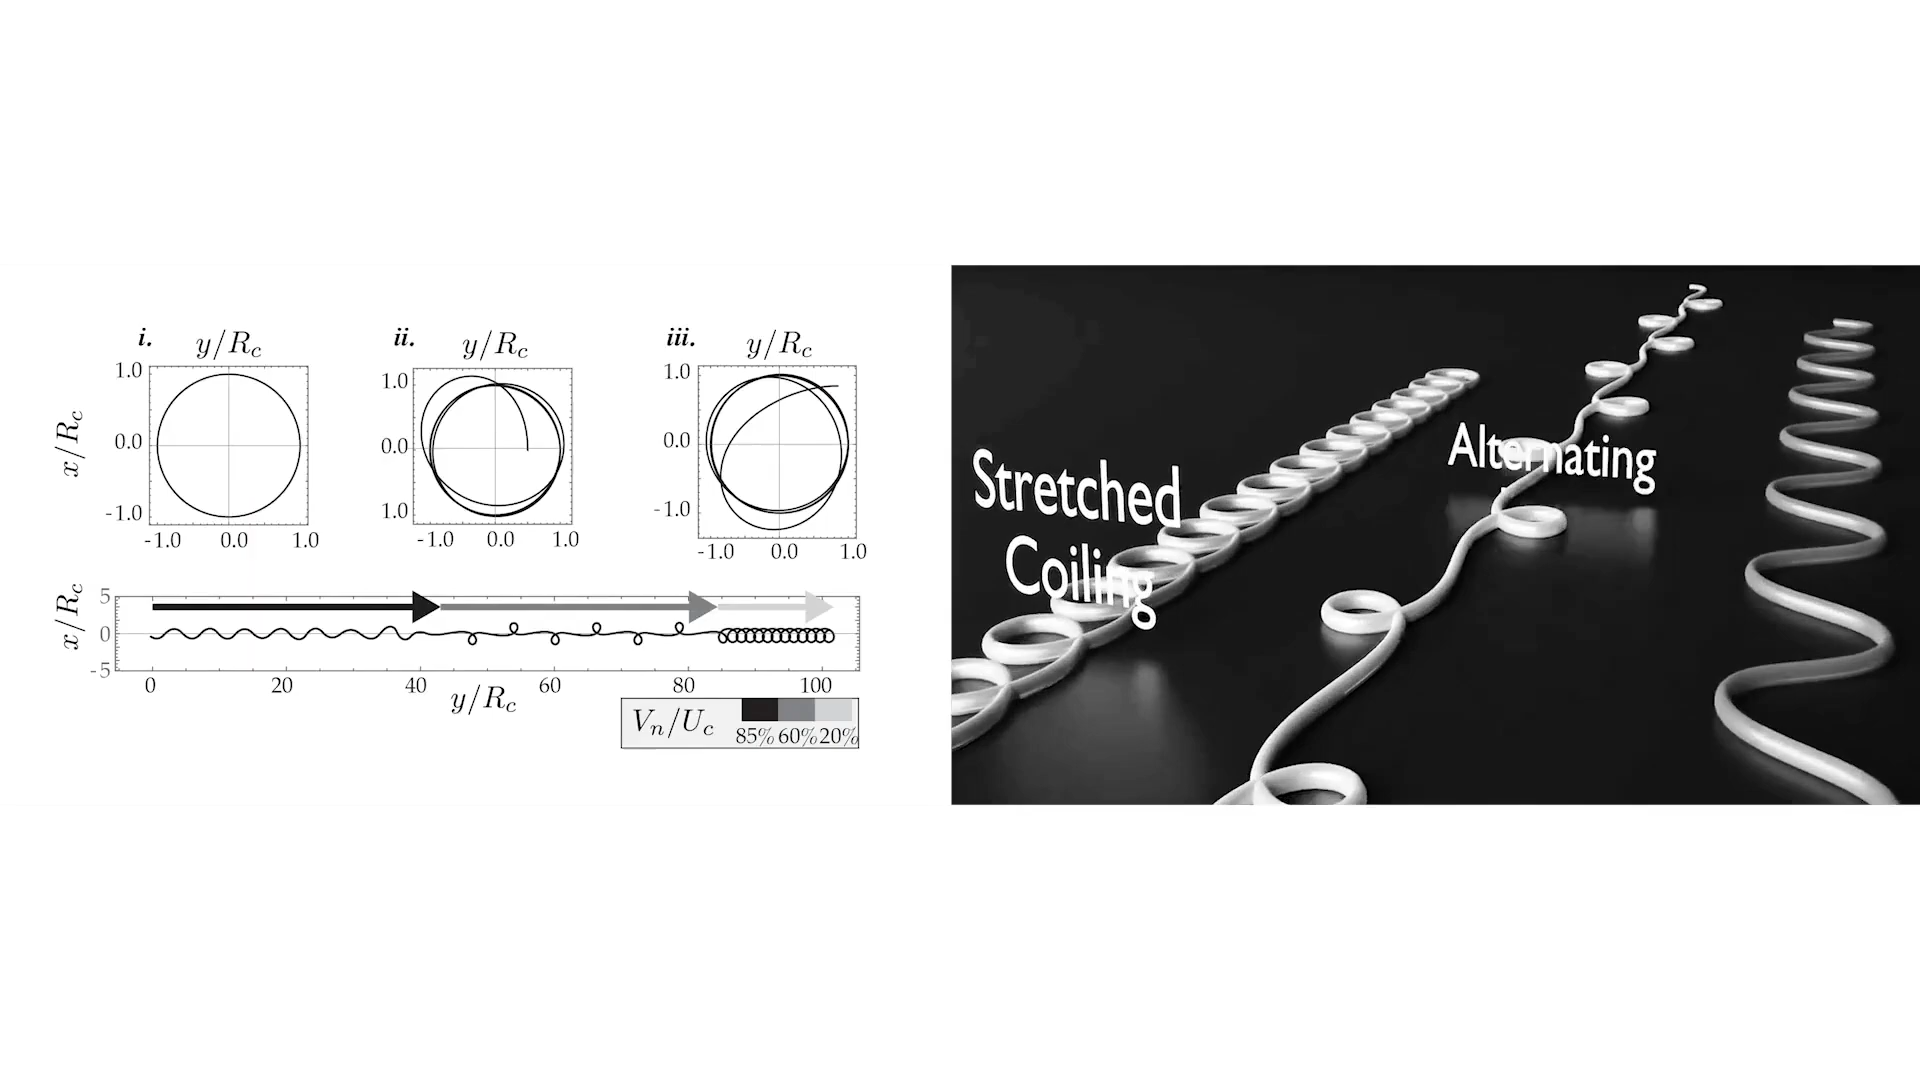 i.
y/R_c
ii.
y/R_c
iii.
y/R_c
x/R_c
1.0
0.0
-1.0
-1.0 0.0 1.0
1.0
0.0
1.0
-1.0 0.0 1.0
1.0
0.0
-1.0
-1.0 0.0 1.0
x/R_c
5
0
-5
0 20 40 60 80 100
y/R_c
V_n/U_c
85% 60% 20%
Stretched
Coiling
Alternating